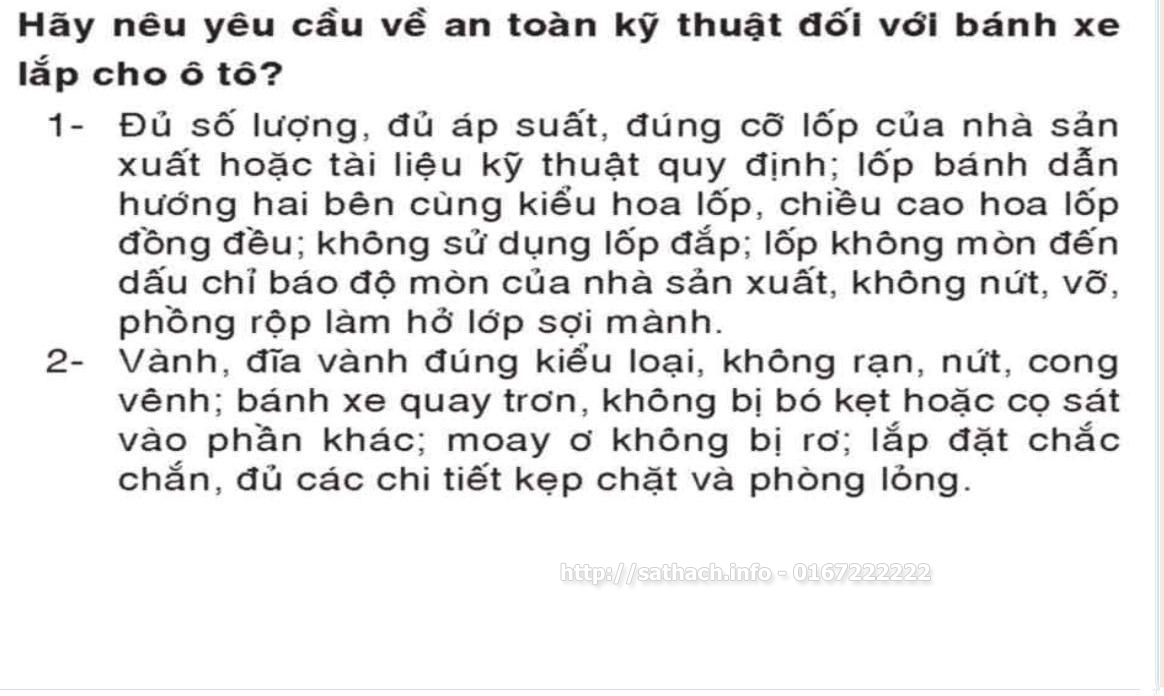 Hãy nêu yêu cầu về an toàn kỹ thuật đối với bánh xe
lắp cho ô tô?
1- Đủ số lượng, đủ áp suất, đúng cỡ lốp của nhà sản
xuất hoặc tài liệu kỹ thuật quy định; lốp bánh dẫn
hướng hai bên cùng kiểu hoa lốp, chiều cao hoa lốp
đồng đều; không sử dụng lốp đắp; lốp không mòn đến
dấu chỉ báo độ mòn của nhà sản xuất, không nứt, vỡ,
phồng rộp làm hở lớp sợi mành.
2- Vành, đĩa vành đúng kiểu loại, không rạn, nứt, cong
vênh; bánh xe quay trơn, không bị bó kẹt hoặc cọ sát
vào phần khác; moay ơ không bị rơ; lắp đặt chắc
chắn, đủ các chi tiết kẹp chặt và phòng lỏng.
http://sathach.info - 0167222222